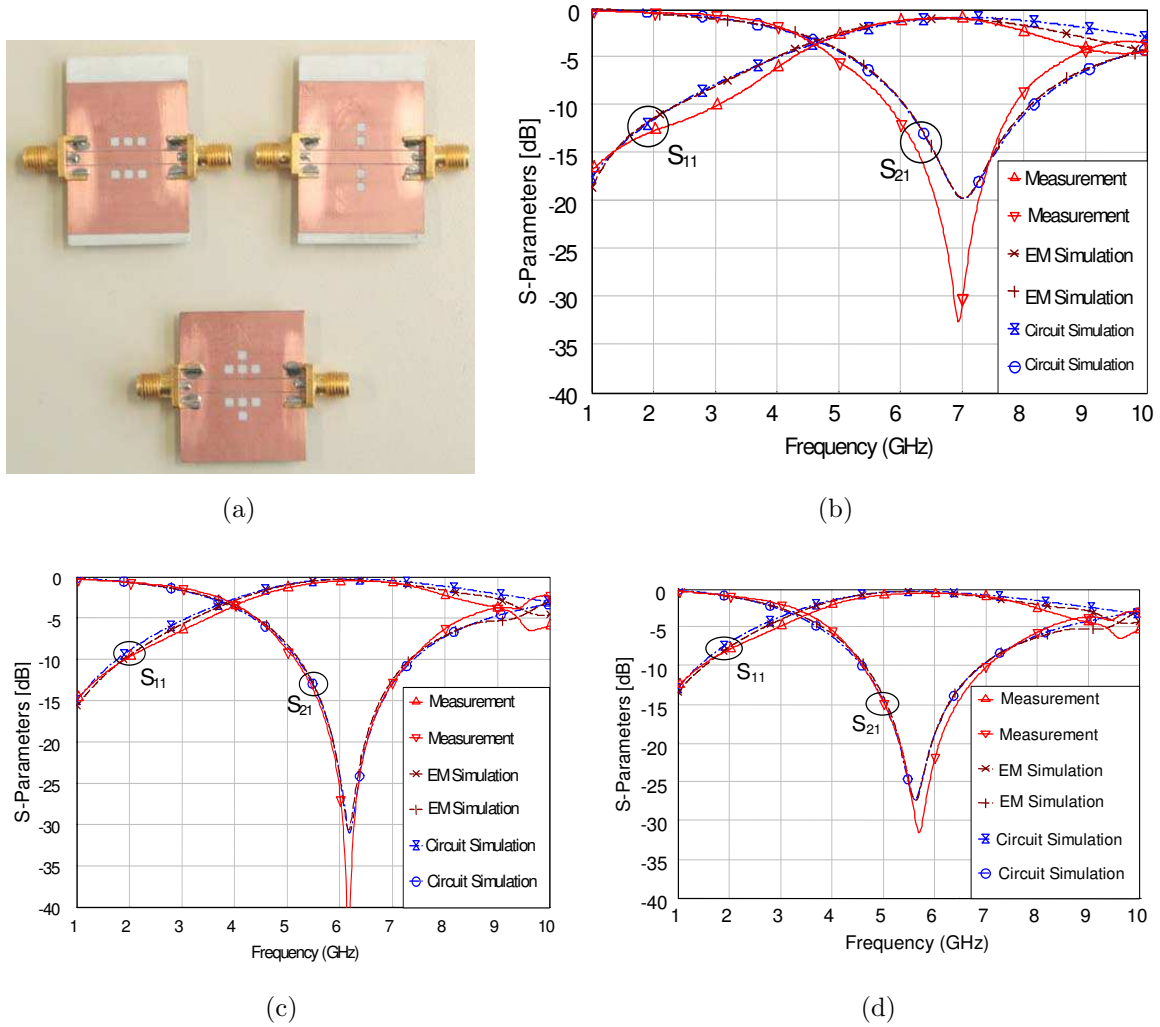 (a)
0
-5
-10
-15
-20
-25
-30
-35
-40
S-Parameters [dB]
S11
S21
Measurement
Measurement
EM Simulation
EM Simulation
Circuit Simulation
Circuit Simulation
1 2 3 4 5 6 7 8 9 10
Frequency (GHz)
(b)
0
-5
-10
-15
-20
-25
-30
-35
-40
S-Parameters [dB]
S11
S21
Measurement
Measurement
EM Simulation
EM Simulation
Circuit Simulation
Circuit Simulation
1 2 3 4 5 6 7 8 9 10
Frequency (GHz)
(c)
0
-5
-10
-15
-20
-25
-30
-35
-40
S-Parameters [dB]
S11
S21
Measurement
Measurement
EM Simulation
EM Simulation
Circuit Simulation
Circuit Simulation
1 2 3 4 5 6 7 8 9 10
Frequency (GHz)
(d)